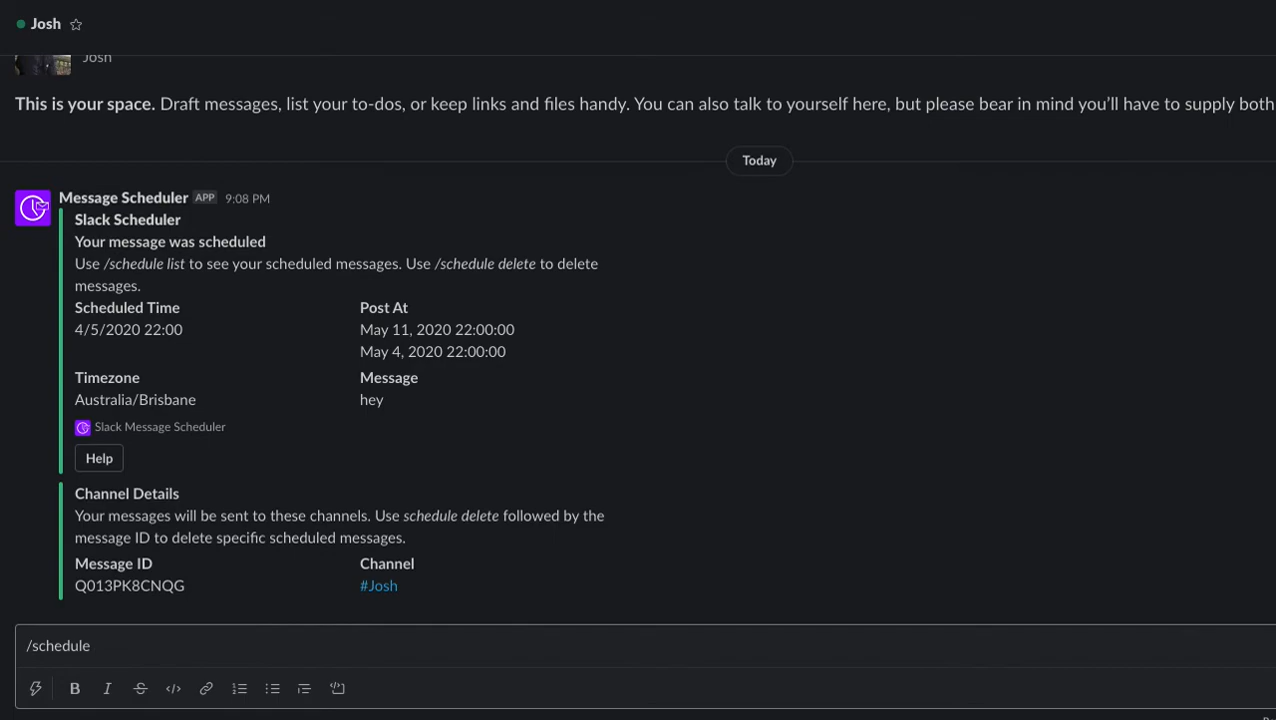 Josh
Josh
This is your space. Draft messages, list your to-dos, or keep links and files handy. You can also talk to yourself here, but please bear in mind you’ll have to supply both
Today
Message Scheduler APP 9:08 PM
Slack Scheduler
Your message was scheduled
Use /schedule list to see your scheduled messages. Use /schedule delete to delete
messages.
Scheduled Time Post At
4/5/2020 22:00 May 11, 2020 22:00:00
May 4, 2020 22:00:00
Timezone Message
Australia/Brisbane hey
Slack Message Scheduler
Help
Channel Details
Your messages will be sent to these channels. Use schedule delete followed by the
message ID to delete specific scheduled messages.
Message ID Channel
Q013PK8CNQG #Josh
/schedule
B I S </>